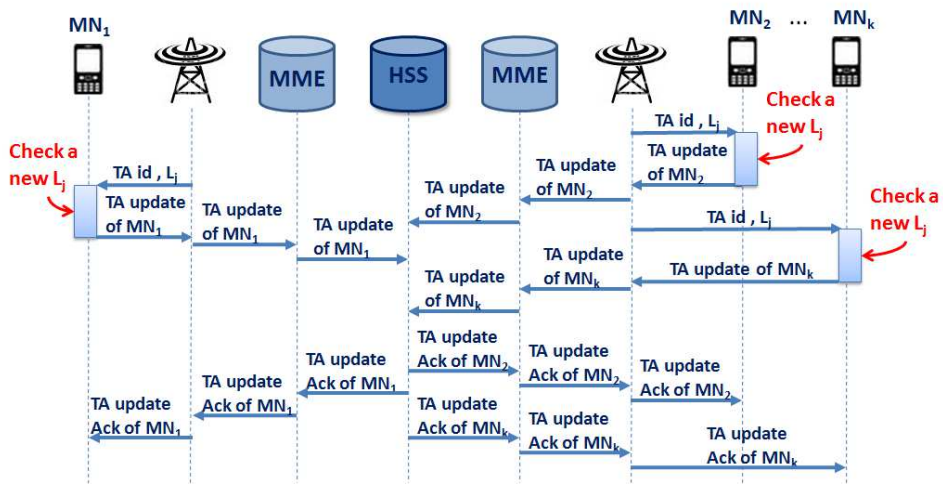 MN₁
MME
HSS
MME
MN₂ ... MNₖ
Check a
new Lⱼ
TA id , Lⱼ
TA update
of MN₂
TA update
of MN₂
TA update
of MN₂
Check a
new Lⱼ
TA id , Lⱼ
TA update
of MN₁
TA update
of MN₁
TA update
of MN₁
TA id , Lⱼ
Check a
new Lⱼ
TA update of MNₖ
TA update
of MNₖ
TA update
of MNₖ
TA update
Ack of MN₂
TA update
Ack of MN₂
TA update
Ack of MN₂
TA update
Ack of MN₁
TA update
Ack of MN₁
TA update
Ack of MN₁
TA update
Ack of MNₖ
TA update
Ack of MNₖ
TA update
Ack of MNₖ